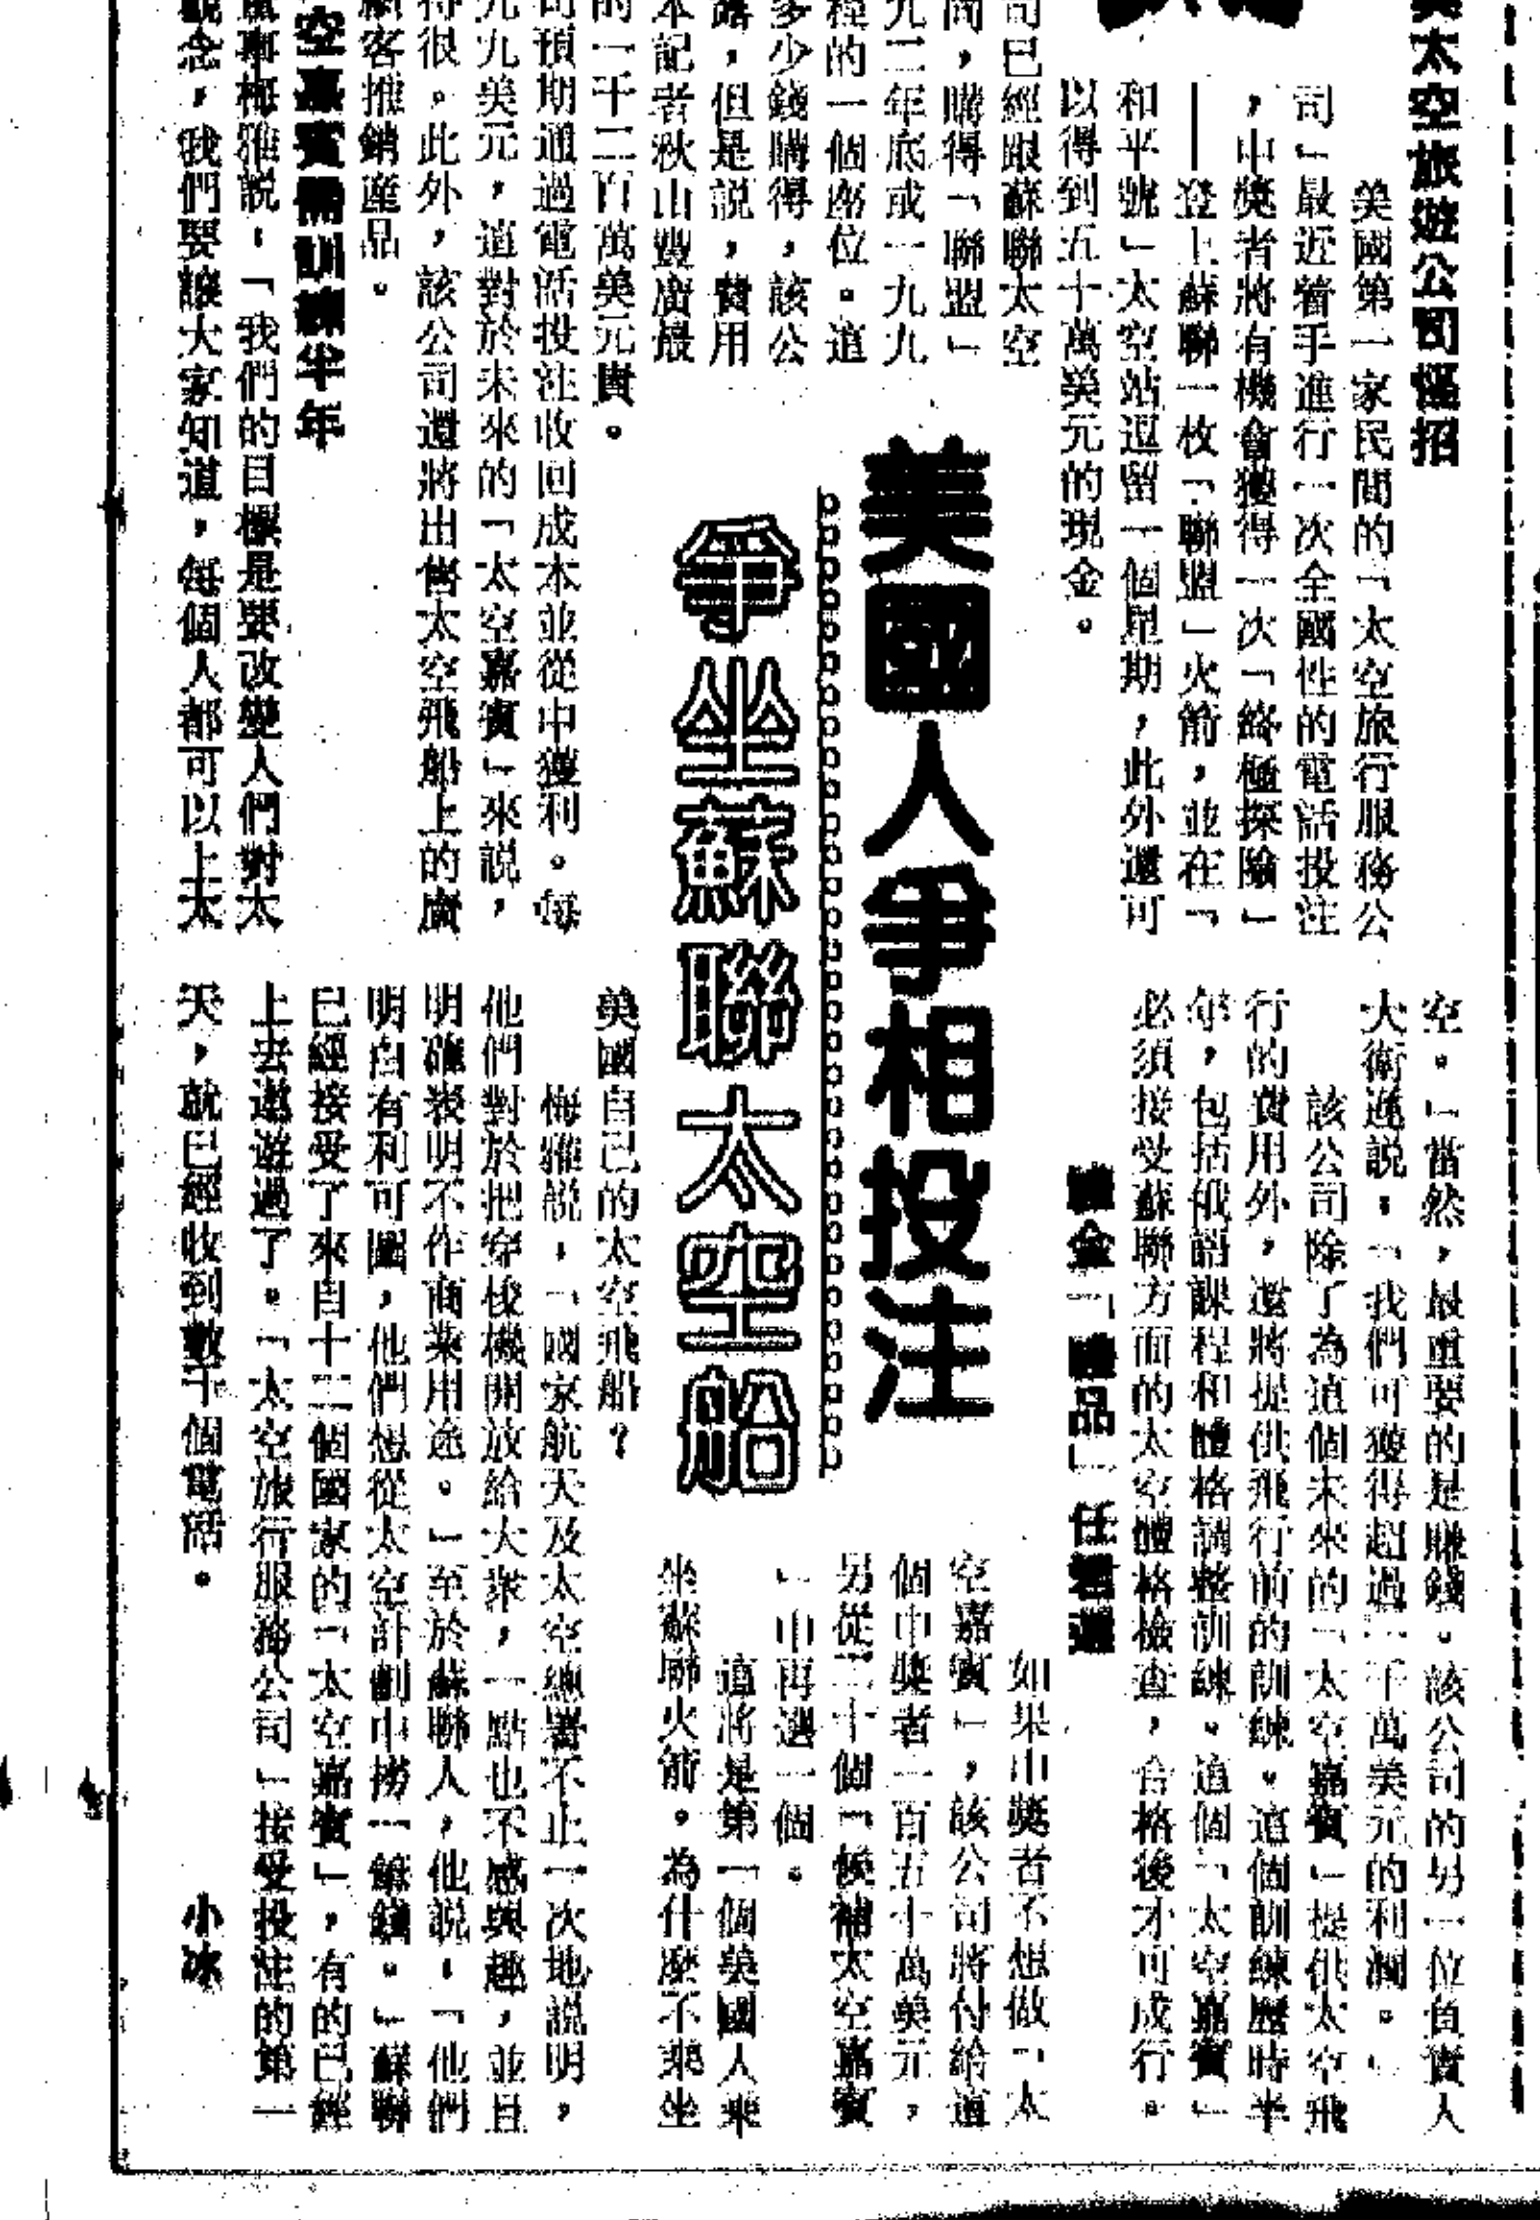 太空旅遊公司怪招
美國人爭相投注
爭坐蘇聯太空船
美國第一家民間的「太空旅行服務公
司」最近着手進行一次全國性的電話投注
，中獎者將有機會獲得一次「終極探險」
——登上蘇聯一枚「聯盟」火箭，並在「
和平號」太空站逗留一個星期，此外還可
以得到五十萬美元的現金。
司已經跟蘇聯太空
，購得「聯盟」
九二年底或一九九
程的一個座位。這
多少錢購得，該公
露，但是説，費用
本記者秋山豐廣最
的一千二百萬美元貴。
司預期通過電話投注收回成本並從中獲利。每
元九美元，這對於未來的「太空嘉賓」來説，
得很。此外，該公司還將出售太空飛船上的廣
顧客推銷產品。
空嘉賓需訓練半年
梅雅説：「我們的目標是要改變人們對太
觀念，我們要讓大家知道，每個人都可以上太
空。」當然，最重要的是賺錢。該公司的另一位負責人
大衛遜説：「我們可獲得超過一千萬美元的利潤。」
該公司除了為這個未來的「太空嘉賓」提供太空飛
行的費用外，還將提供飛行前的訓練。這個訓練歷時半
年，包括俄語課程和體格調整訓練。這個「太空嘉賓」
必須接受蘇聯方面的太空體格檢查，合格後才可成行。
金「品」任
如果中獎者不想做「太
空嘉賓」，該公司將付給這
個中獎者一百五十萬美元，
另從二十個「候補太空嘉賓
」中再選一個。
這將是第一個美國人乘
坐蘇聯火箭。為什麼不乘坐
美國自己的太空飛船？
梅雅説：「國家航天及太空總署不止一次地説明，
他們對於把穿梭機開放給大眾，一點也不感興趣，並且
明確表明不作商業用途。」至於蘇聯人，他説：「他們
明白有利可圖，他們想從太空計劃中撈一筆錢。」蘇聯
已經接受了來自十二個國家的「太空嘉賓」，有的已經
上去遨遊過了。「太空旅行服務公司」接受投注的第一
天，就已經收到數千個電話。
小冰